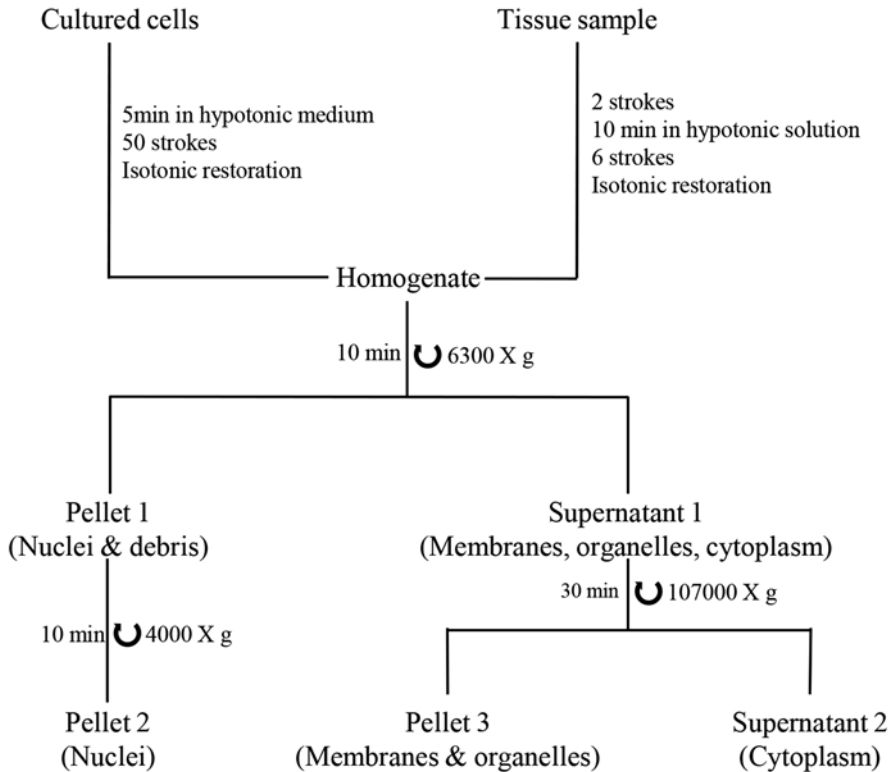 Cultured cells
Tissue sample
5min in hypotonic medium
50 strokes
Isotonic restoration
2 strokes
10 min in hypotonic solution
6 strokes
Isotonic restoration
Homogenate
10 min 6300 X g
Pellet 1
(Nuclei & debris)
Supernatant 1
(Membranes, organelles, cytoplasm)
30 min 107000 X g
10 min 4000 X g
Pellet 2
(Nuclei)
Pellet 3
(Membranes & organelles)
Supernatant 2
(Cytoplasm)